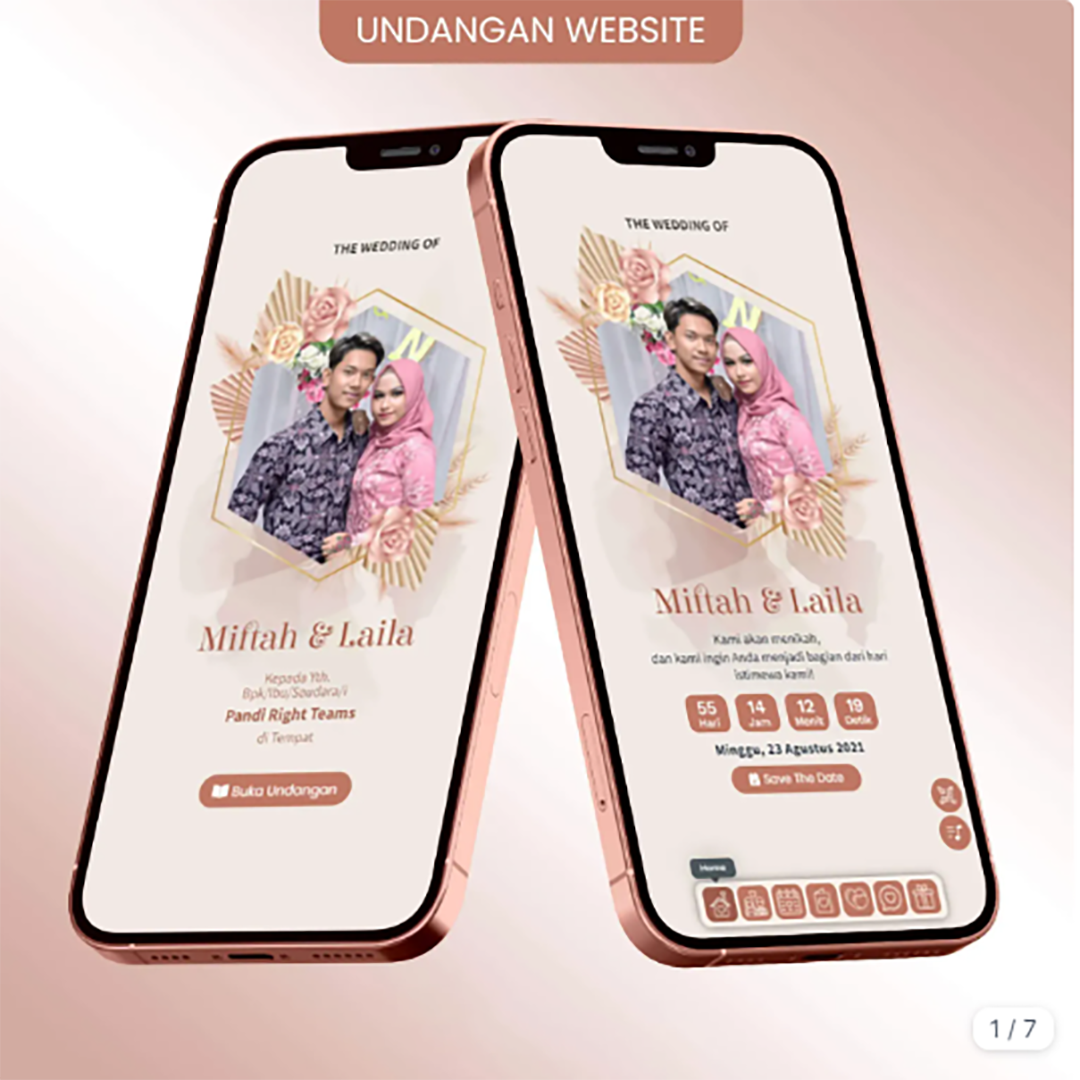 UNDANGAN WEBSITE
THE WEDDING OF
Miftah & Laila
Kepada Yth.
Bpk/Ibu/Saudara/i
Pandi Right Teams
di Tempat
Buka Undangan
THE WEDDING OF
N
Miftah & Laila
Kami akan menikah,
dan kami ingin Anda menjadi bagian dari hari
istimewa kami!
55 14 12 19
Hari Jam Menit Detik
Minggu, 23 Agustus 2021
Save The Date
Home
1 / 7